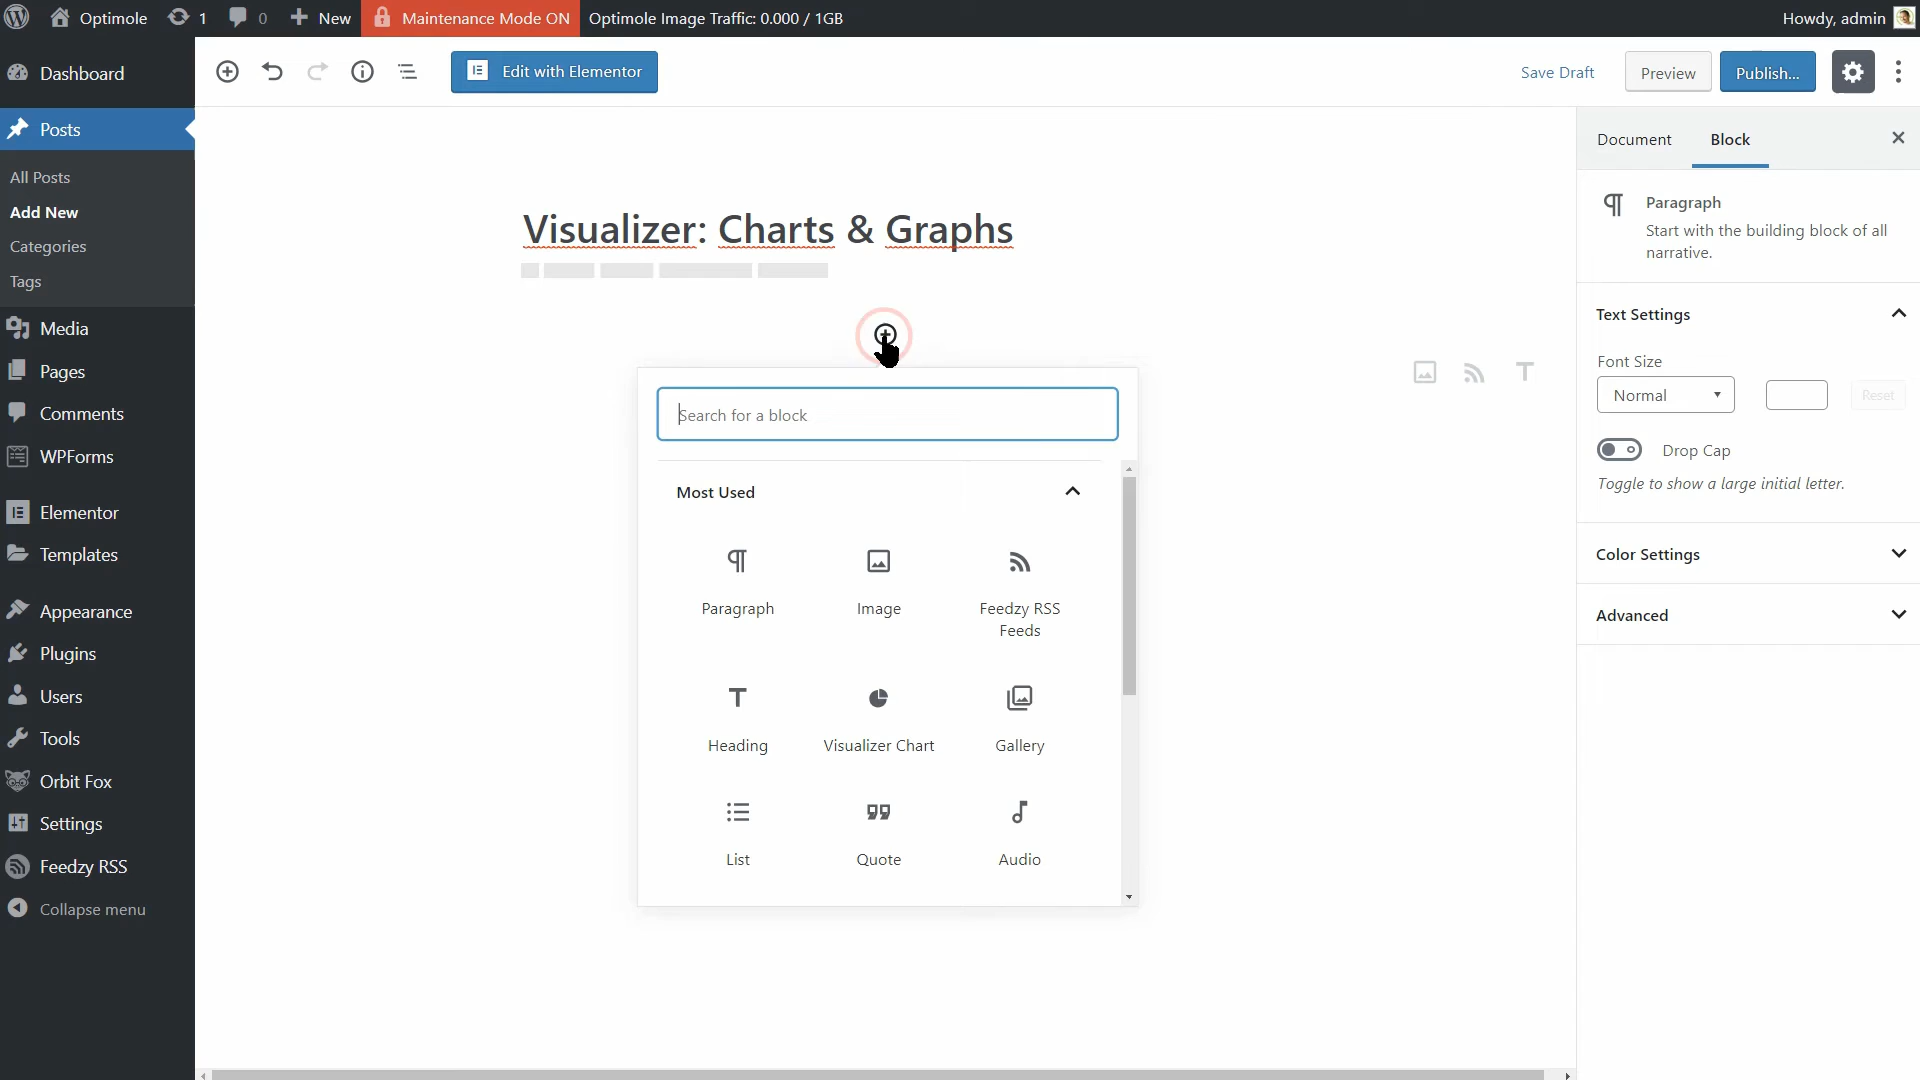 Optimole 1 0 New Maintenance Mode ON Optimole Image Traffic: 0.000 / 1GB Howdy, admin
Dashboard
Posts
All Posts
Add New
Categories
Tags
Media
Pages
Comments
WPForms
Elementor
Templates
Appearance
Plugins
Users
Tools
Orbit Fox
Settings
Feedzy RSS
Collapse menu
Edit with Elementor
Save Draft Preview Publish...
Visualizer: Charts & Graphs
Search for a block
Most Used
Paragraph Image Feedzy RSS
Feeds
Heading Visualizer Chart Gallery
List Quote Audio
Document Block
Paragraph
Start with the building block of all
narrative.
Text Settings
Font Size
Normal Reset
Drop Cap
Toggle to show a large initial letter.
Color Settings
Advanced